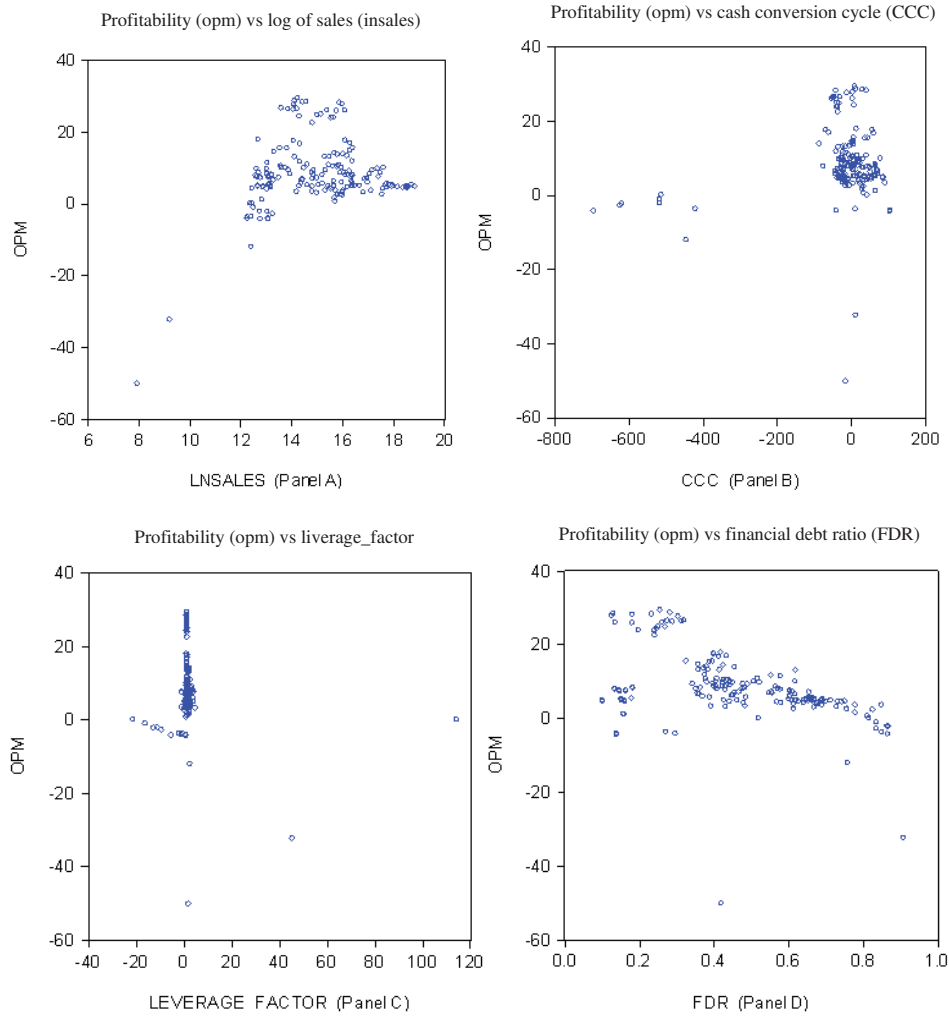 Profitability (opm) vs log of sales (insales)
40
20
0
-20
-40
-60
OPM
6 8 10 12 14 16 18 20
LNSALES (Panel A)
Profitability (opm) vs cash conversion cycle (CCC)
40
20
0
-20
-40
-60
OPM
-800 -600 -400 -200 0 200
CCC (Panel B)
Profitability (opm) vs liverage_factor
40
20
0
-20
-40
-60
OPM
-40 -20 0 20 40 60 80 100 120
LEVERAGE FACTOR (Panel C)
Profitability (opm) vs financial debt ratio (FDR)
40
20
0
-20
-40
-60
OPM
0.0 0.2 0.4 0.6 0.8 1.0
FDR (Panel D)